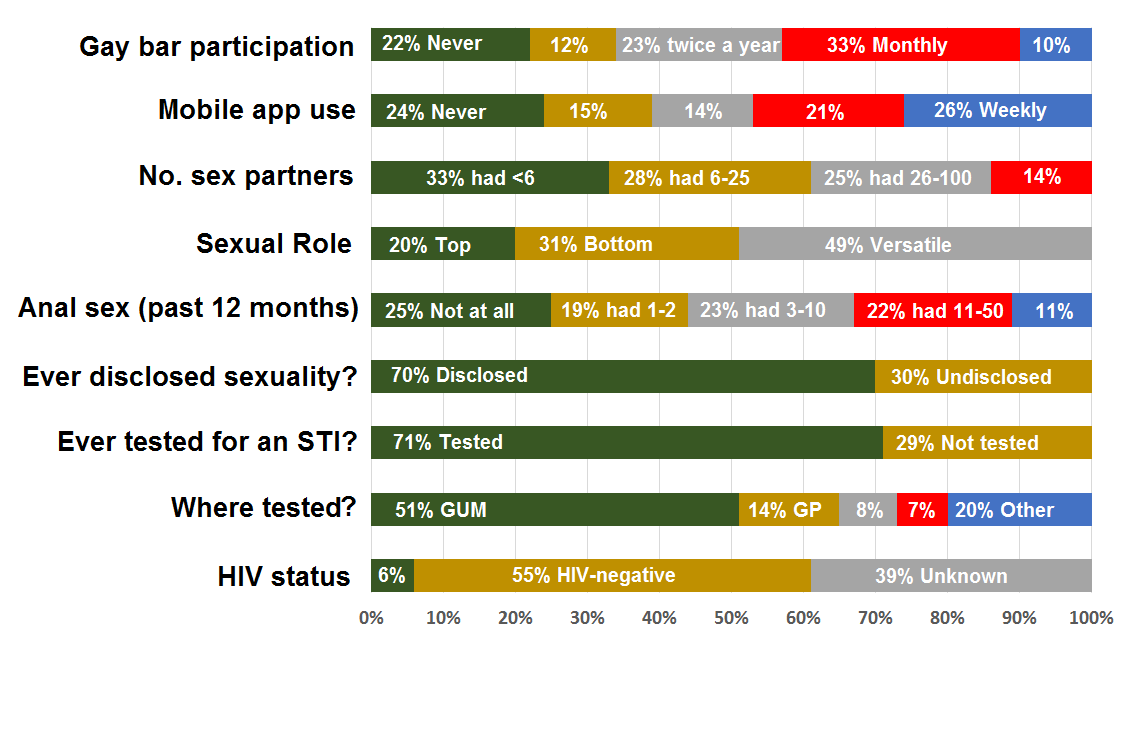 Gay bar participation 22% Never 12% 23% twice a year 33% Monthly 10%
Mobile app use 24% Never 15% 14% 21% 26% Weekly
No. sex partners 33% had <6 28% had 6-25 25% had 26-100 14%
Sexual Role 20% Top 31% Bottom 49% Versatile
Anal sex (past 12 months) 25% Not at all 19% had 1-2 23% had 3-10 22% had 11-50 11%
Ever disclosed sexuality? 70% Disclosed 30% Undisclosed
Ever tested for an STI? 71% Tested 29% Not tested
Where tested? 51% GUM 14% GP 8% 7% 20% Other
HIV status 6% 55% HIV-negative 39% Unknown
0% 10% 20% 30% 40% 50% 60% 70% 80% 90% 100%